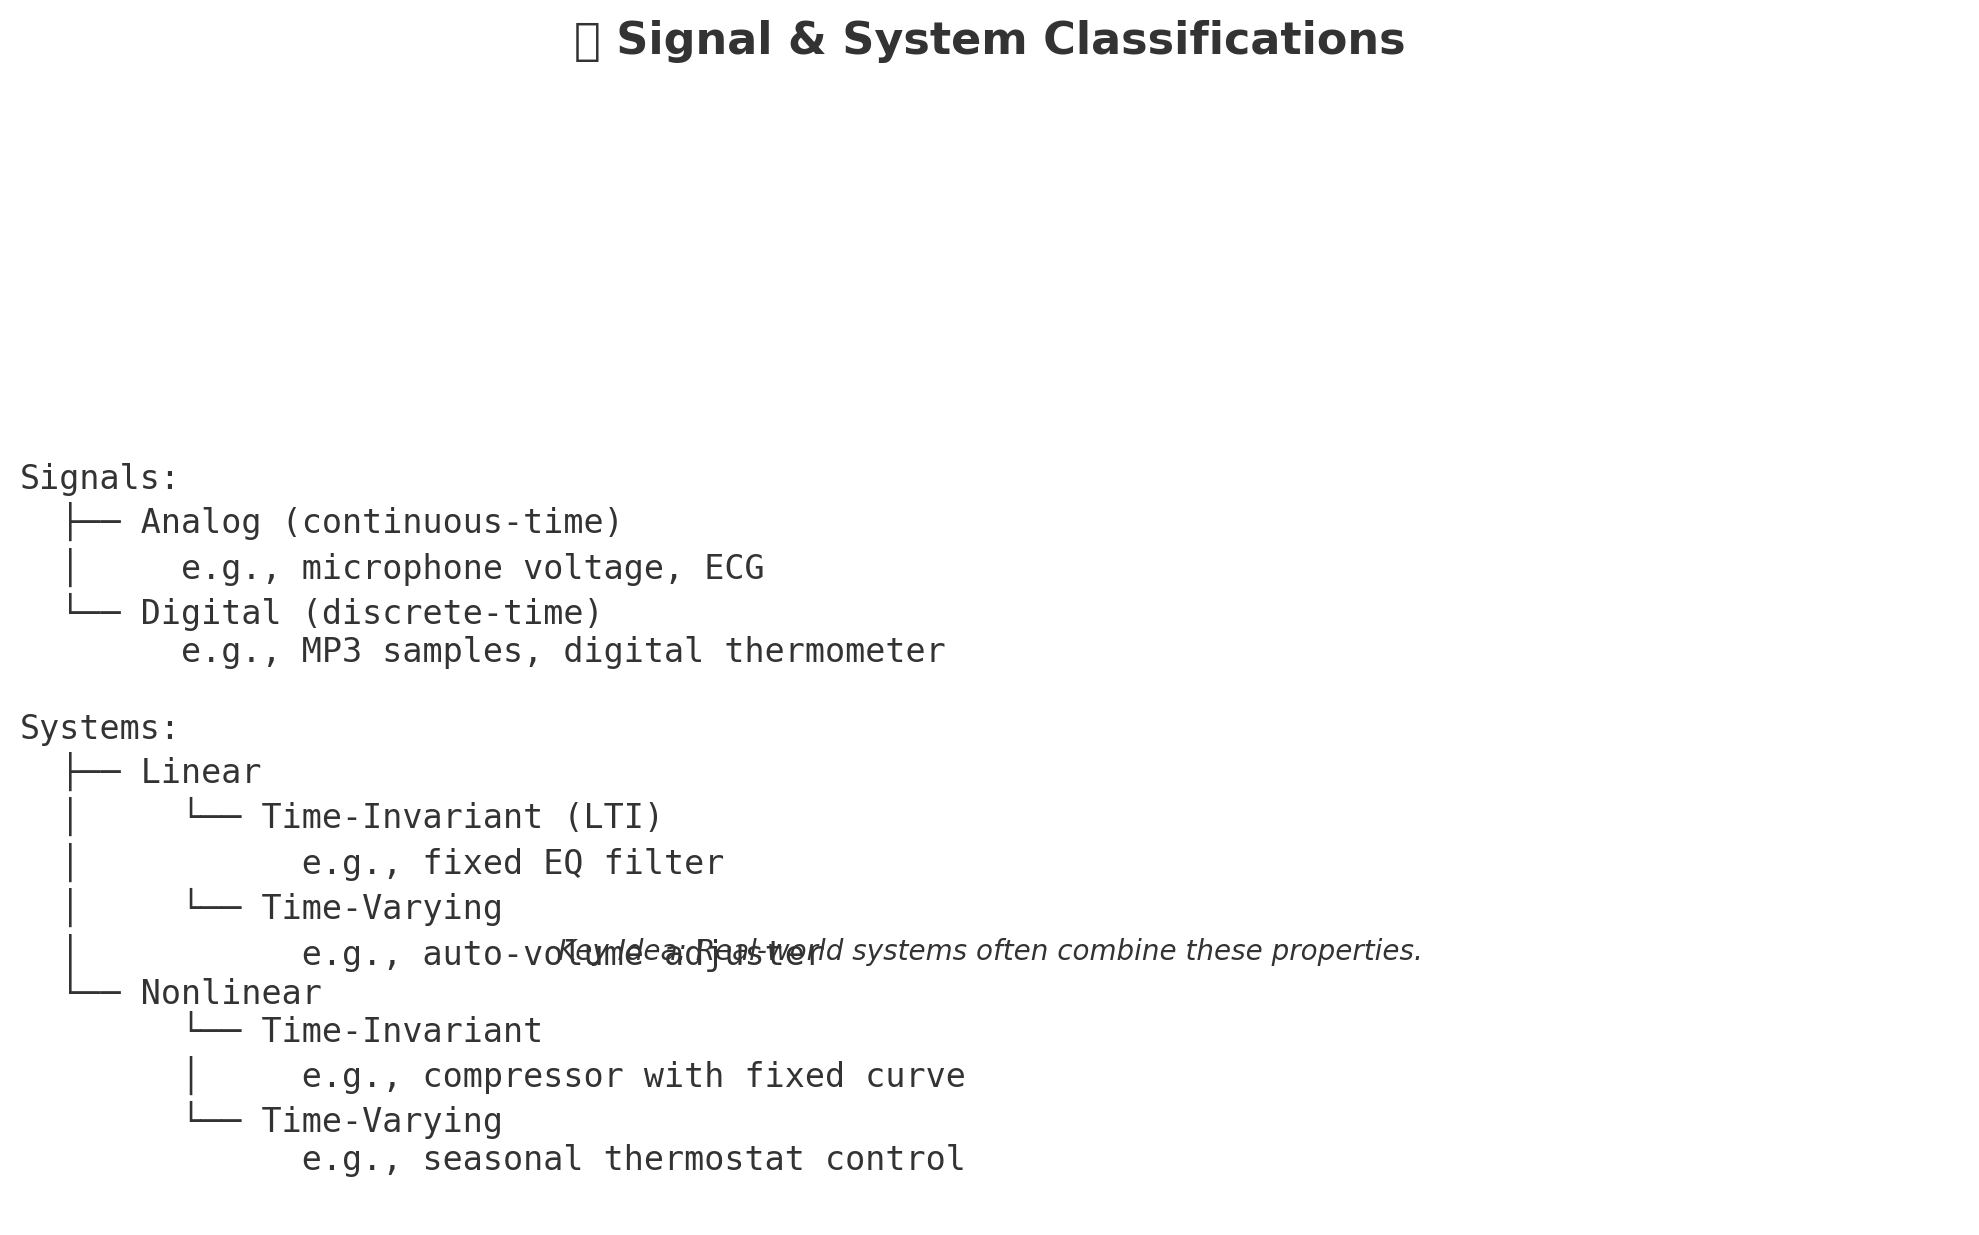 Signal & System Classifications
Signals:
├── Analog (continuous-time)
│     e.g., microphone voltage, ECG
└── Digital (discrete-time)
      e.g., MP3 samples, digital thermometer
Systems:
├── Linear
│     └── Time-Invariant (LTI)
│           e.g., fixed EQ filter
│     └── Time-Varying
│           e.g., auto-volume adjuster
Key Idea: Real-world systems often combine these properties.
└── Nonlinear
      └── Time-Invariant
      │     e.g., compressor with fixed curve
      └── Time-Varying
            e.g., seasonal thermostat control